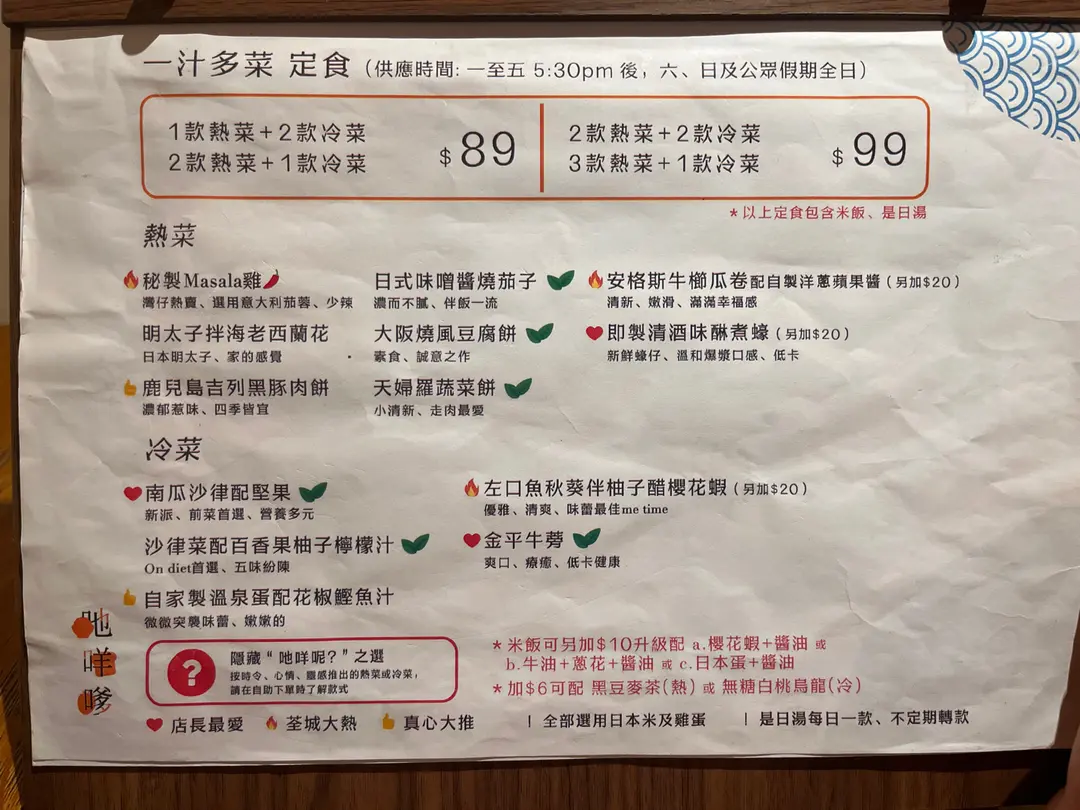 一汁多菜 定食（供應時間: 一至五 5:30pm 後，六、日及公眾假期全日）
1款熱菜+2款冷菜
2款熱菜+1款冷菜
$89
2款熱菜+2款冷菜
3款熱菜+1款冷菜
$99
*以上定食包含米飯、是日湯
熱菜
秘製Masala雞
灣仔熱賣、選用意大利茄蓉、少辣
明太子拌海老西蘭花
日本明太子、家的感覺
鹿兒島吉列黑豚肉餅
濃郁惹味、四季皆宜
日式味噌醬燒茄子
濃而不膩、伴飯一流
大阪燒風豆腐餅
素食、誠意之作
天婦羅蔬菜餅
小清新、走肉最愛
安格斯牛櫛瓜卷配自製洋蔥蘋果醬（另加$20）
清新、嫩滑、滿滿幸福感
即製清酒味醂煮蠔（另加$20）
新鮮蠔仔、溫和爆漿口感、低卡
冷菜
南瓜沙律配堅果
新派、前菜首選、營養多元
沙律菜配百香果柚子檸檬汁
On diet首選、五味紛陳
自家製溫泉蛋配花椒鰹魚汁
微微突襲味蕾、嫩嫩的
左口魚秋葵伴柚子醋櫻花蝦（另加$20）
優雅、清爽、味蕾最佳me time
金平牛蒡
爽口、療癒、低卡健康
吔
咩
嗲
?
隱藏“吔咩呢？”之選
按時令、心情、靈感推出的熱菜或冷菜，
請在自助下單時了解款式
*米飯可另加$10升級配 a.櫻花蝦+醬油 或
b.牛油+蔥花+醬油 或 c.日本蛋+醬油
*加$6可配 黑豆麥茶(熱) 或 無糖白桃烏龍(冷)
店長最愛 荃城大熱 真心大推 | 全部選用日本米及雞蛋 | 是日湯每日一款、不定期轉款